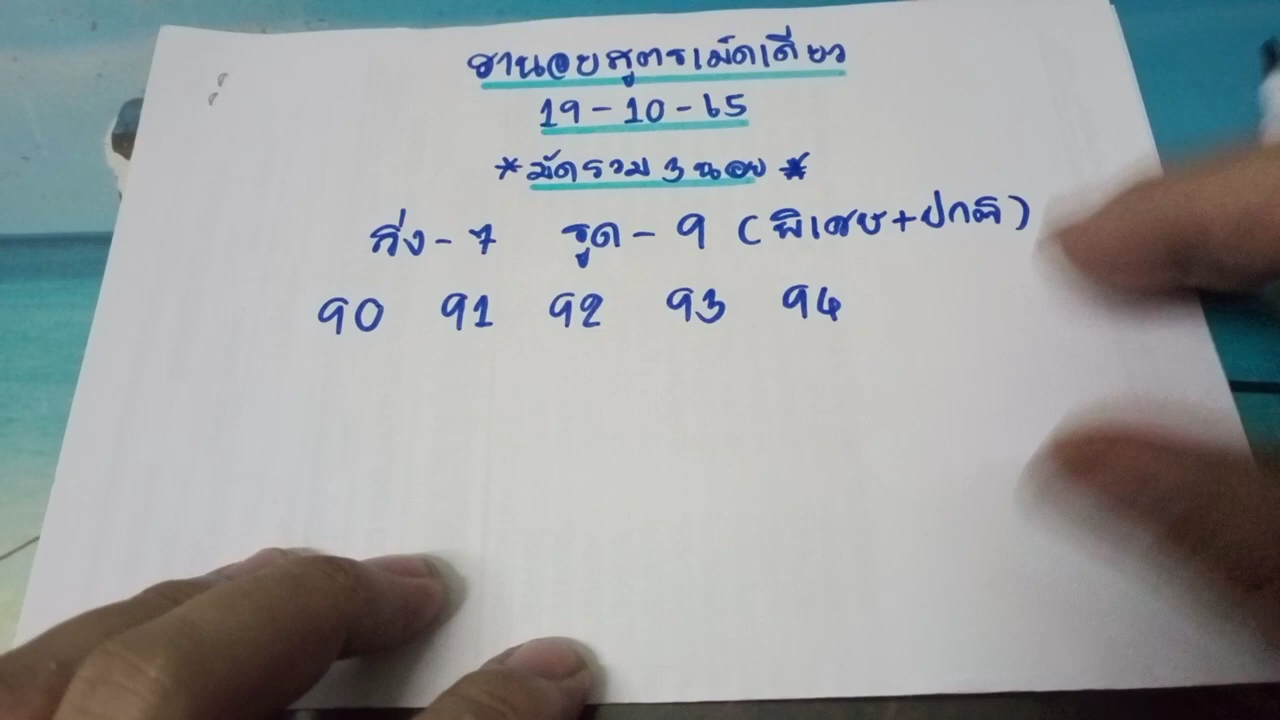 ฮานอยสูตรเม็ดเดียว
19-10-65
*มัดรวม 3 นอย*
กิ่ง-7 รูด-9 (พิเศษ+ปกติ)
90 91 92 93 94